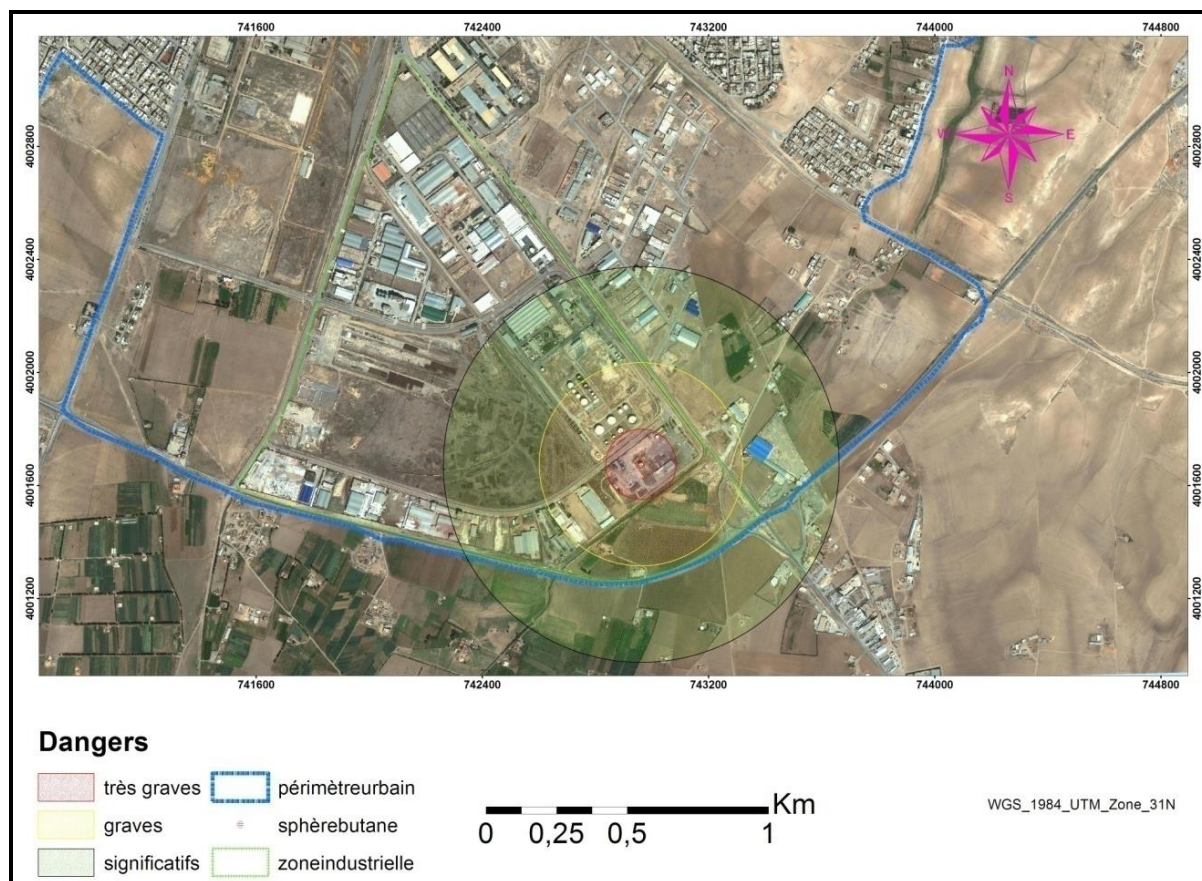 741600 742400 743200 744000 744800
4002800 4002800
4002400 4002400
4002000 4002000
4001600 4001600
4001200 4001200
N
W E
S
741600 742400 743200 744000 744800
Dangers
très graves périmètreurbain
graves sphèrebutane
significatifs zoneindustrielle
Km
0 0,25 0,5 1
WGS_1984_UTM_Zone_31N